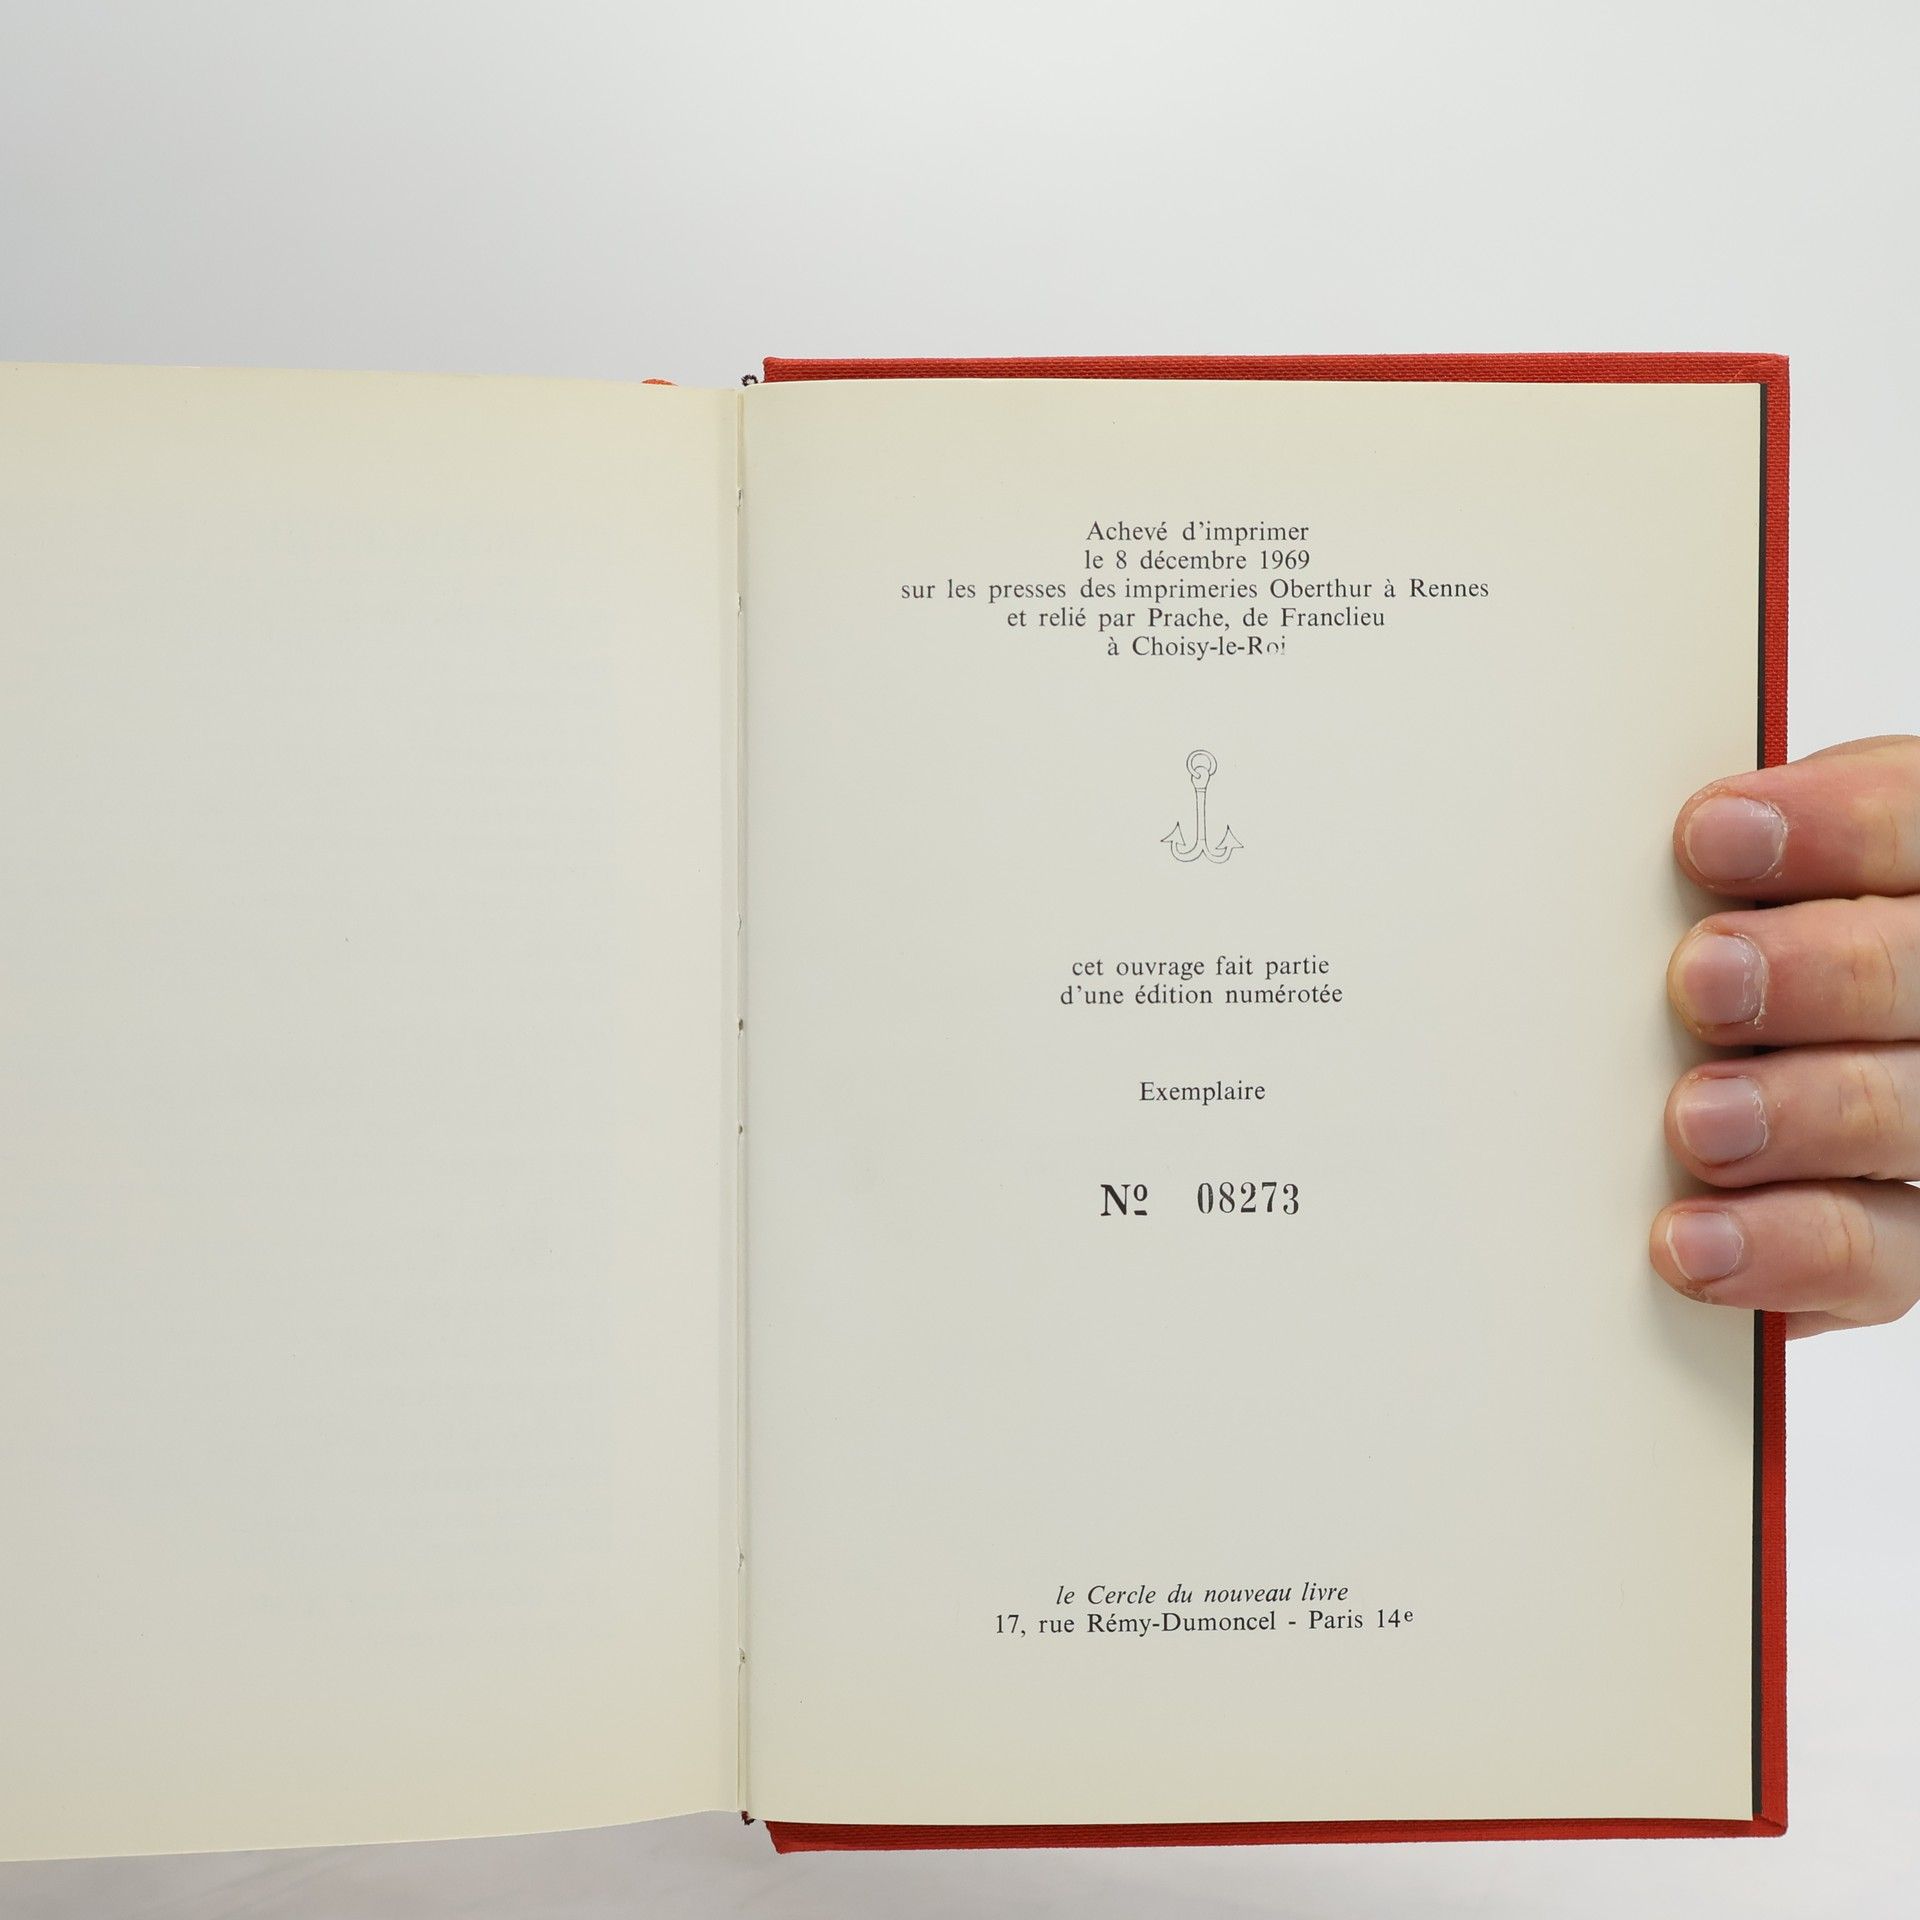 Achevé d'imprimer
le 8 décembre 1969
sur les presses des imprimeries Oberthur à Rennes
et relié par Prache, de Franclieu
à Choisy-le-Roi
cet ouvrage fait partie
d'une édition numérotée
Exemplaire
Nº 08273
le Cercle du nouveau livre
17, rue Rémy-Dumoncel - Paris 14e